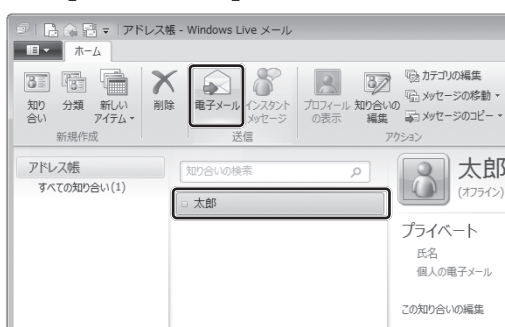 アドレス帳 - Windows Live メール
ホーム
知り合い
分類
新しいアイテム
削除
電子メール
インスタントメッセージ
プロフィールの表示
知り合いの編集
カテゴリの編集
メッセージの移動
メッセージのコピー
新規作成
送信
アクション
アドレス帳
すべての知り合い(1)
知り合いの検索
太郎
太郎
(オフライン)
プライベート
氏名
個人の電子メール
この知り合いの編集